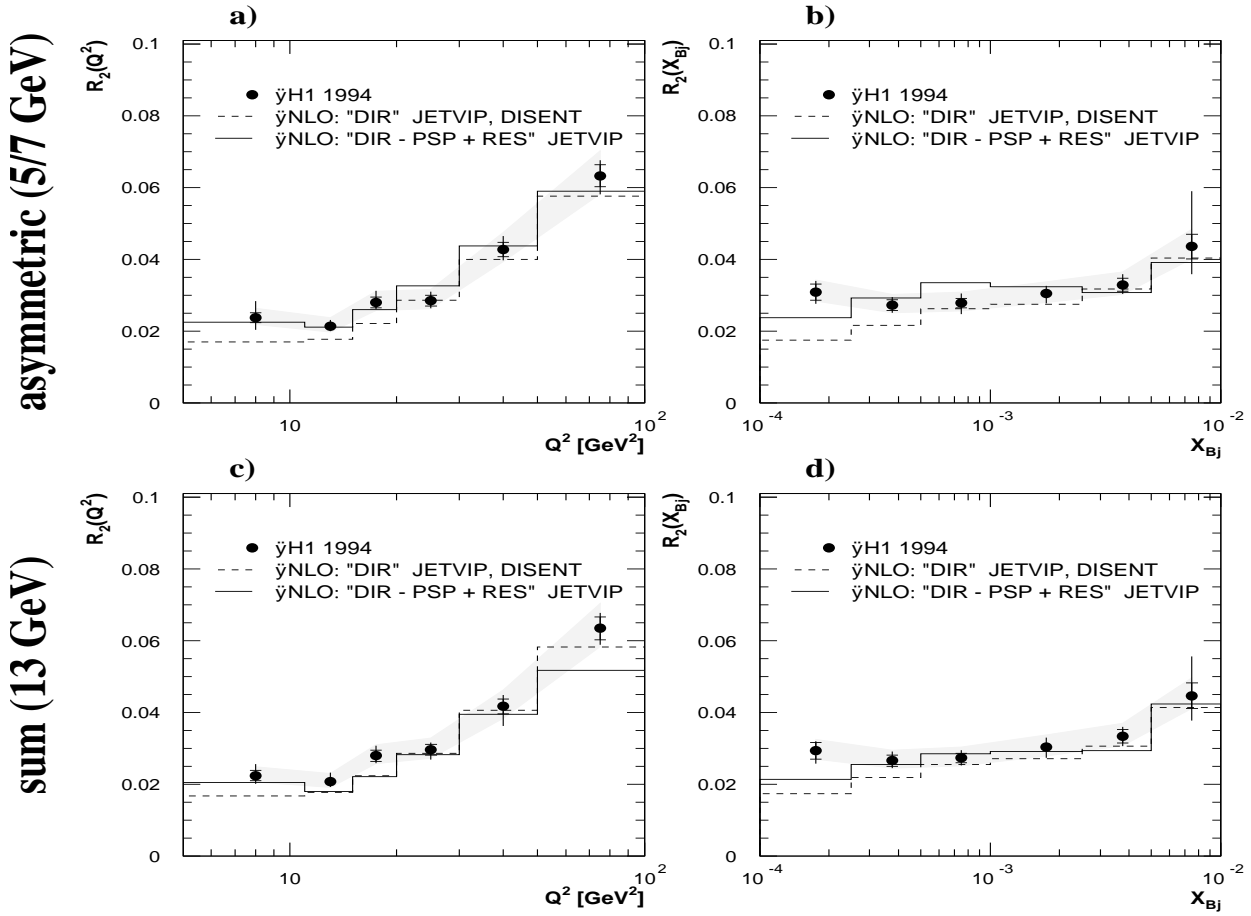 asymetric (5/7 GeV)
a)
R2(Q2)
0.1
0.08
0.06
0.04
0.02
0
ÿH1 1994
ÿNLO: "DIR" JETVIP, DISENT
ÿNLO: "DIR - PSP + RES" JETVIP
10
10^2
Q^2 [GeV^2]
b)
R2(XBj)
0.1
0.08
0.06
0.04
0.02
0
ÿH1 1994
ÿNLO: "DIR" JETVIP, DISENT
ÿNLO: "DIR - PSP + RES" JETVIP
10^-4
10^-3
10^-2
XBj
sum (13 GeV)
c)
R2(Q2)
0.1
0.08
0.06
0.04
0.02
0
ÿH1 1994
ÿNLO: "DIR" JETVIP, DISENT
ÿNLO: "DIR - PSP + RES" JETVIP
10
10^2
Q^2 [GeV^2]
d)
R2(XBj)
0.1
0.08
0.06
0.04
0.02
0
ÿH1 1994
ÿNLO: "DIR" JETVIP, DISENT
ÿNLO: "DIR - PSP + RES" JETVIP
10^-4
10^-3
10^-2
XBj